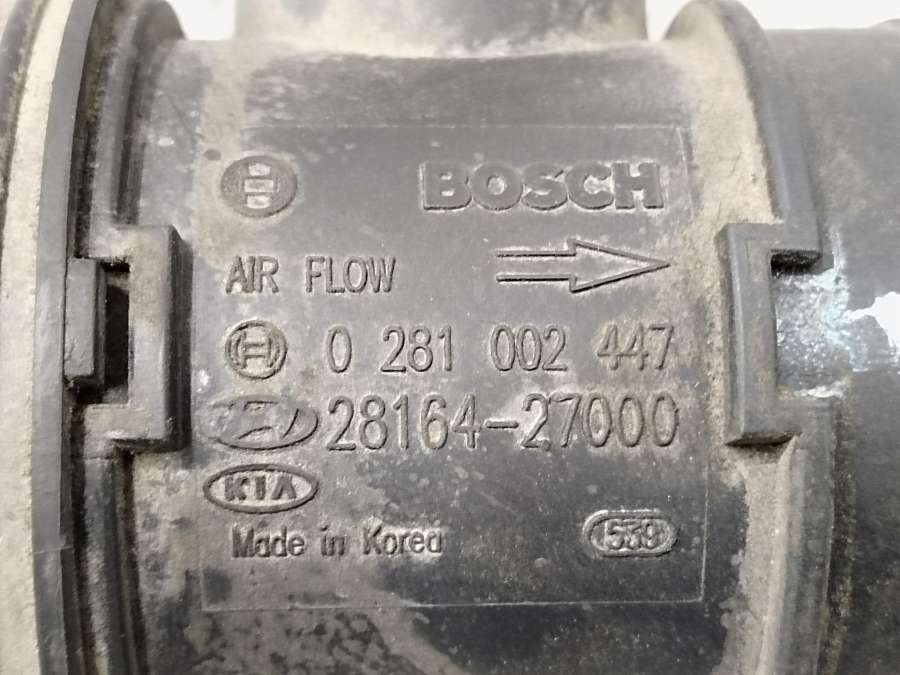 BOSCH
AIR FLOW
0 281 002 447
28164-27000
KIA
Made in Korea
539